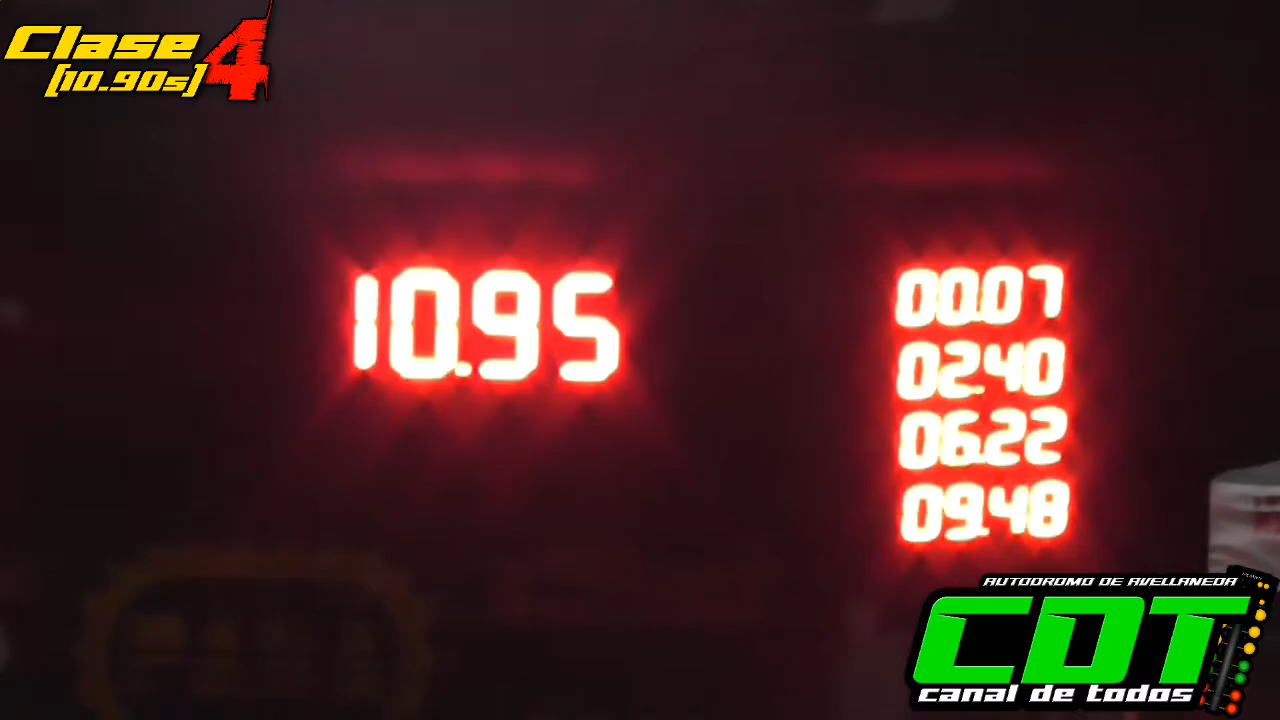 Clase 4
[10.90s]
10.95
00.07
02.40
06.22
09.48
AUTODROMO DE AVELLANEDA
CDT
canal de todos